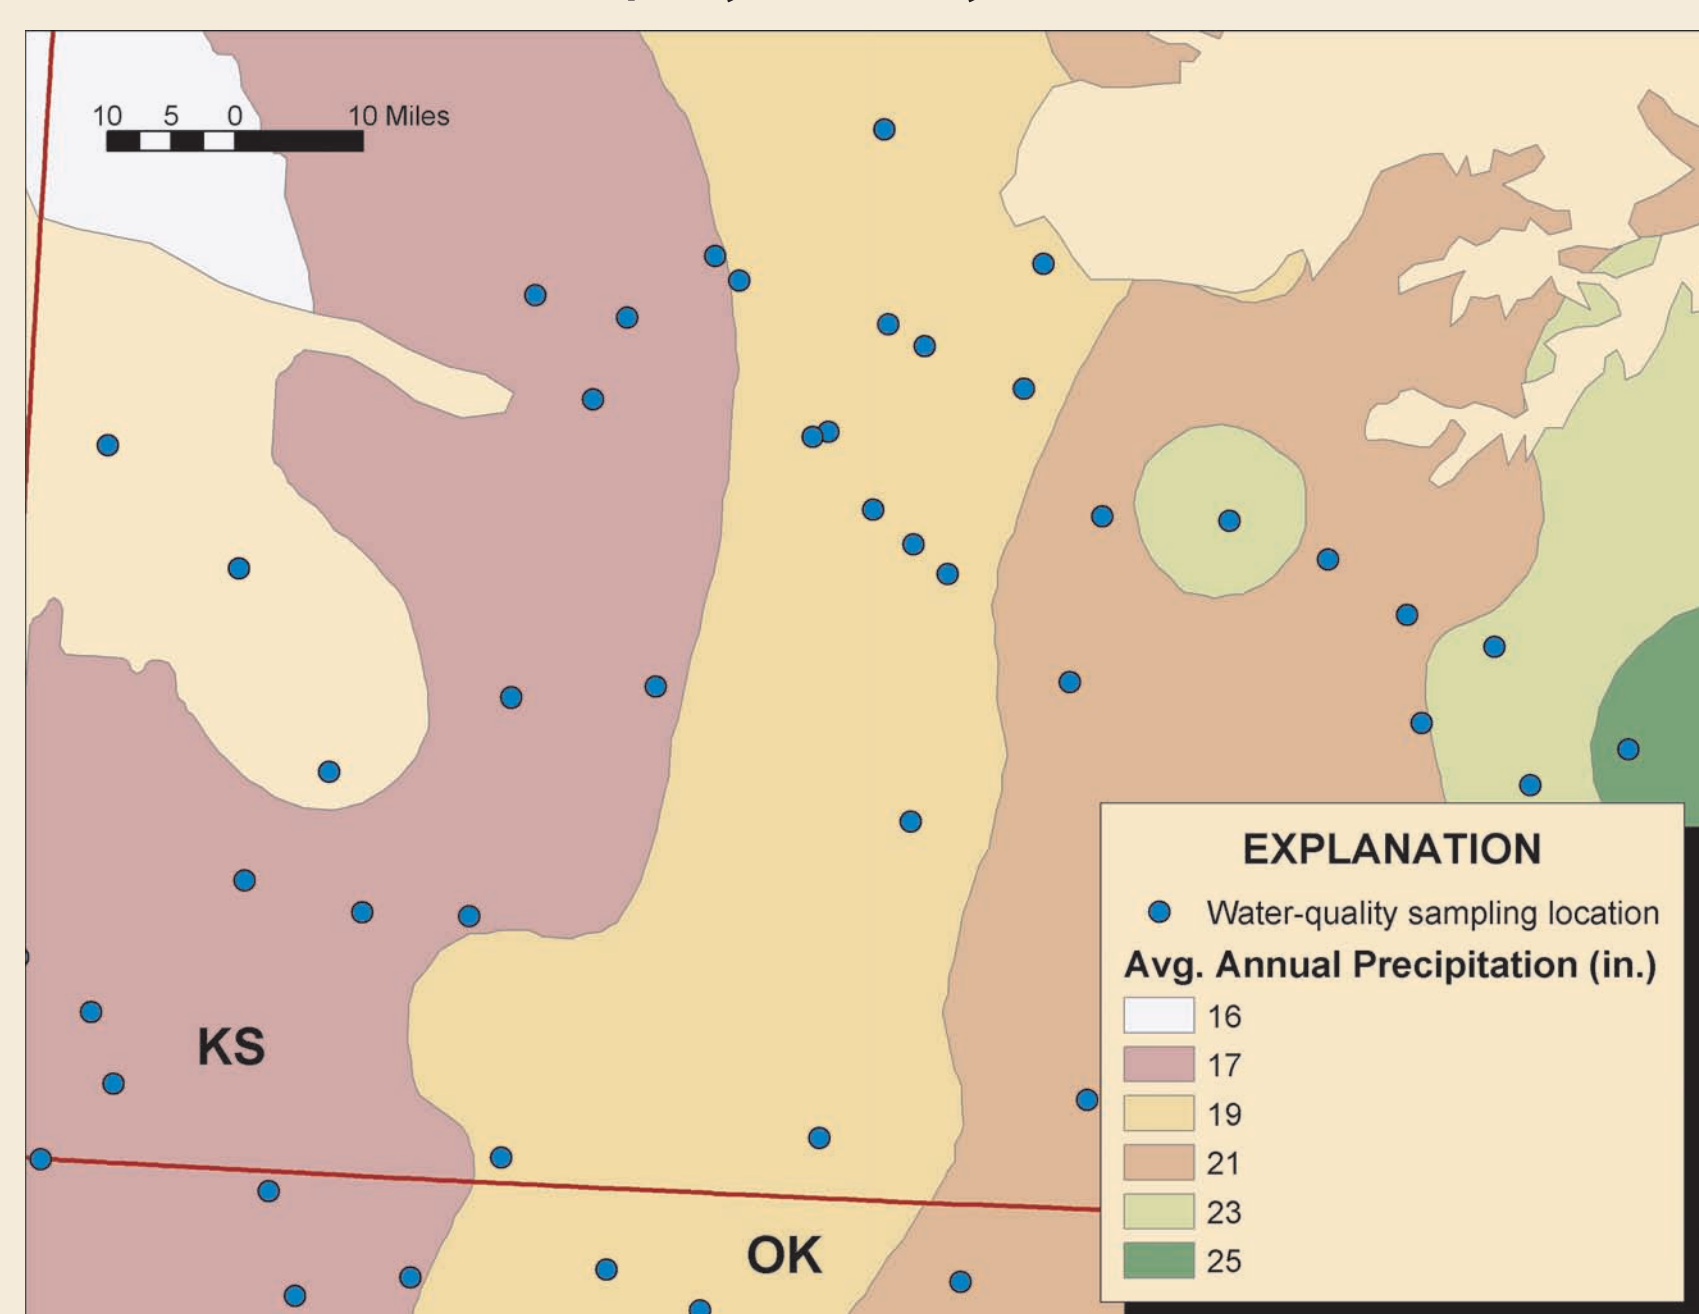 10 5 0 10 Miles
KS
OK
EXPLANATION
Water-quality sampling location
Avg. Annual Precipitation (in.)
16
17
19
21
23
25